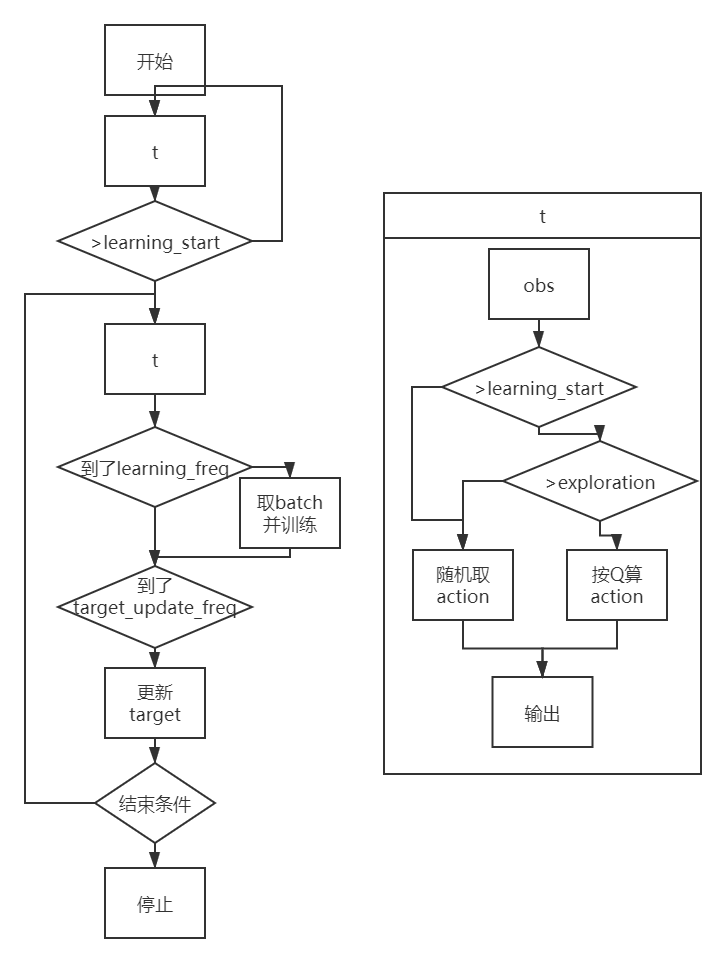 开始
t
>learning_start
t
到了learning_freq
取batch
并训练
到了
target_update_freq
更新
target
结束条件
停止
t
obs
>learning_start
>exploration
随机取
action
按Q算
action
输出